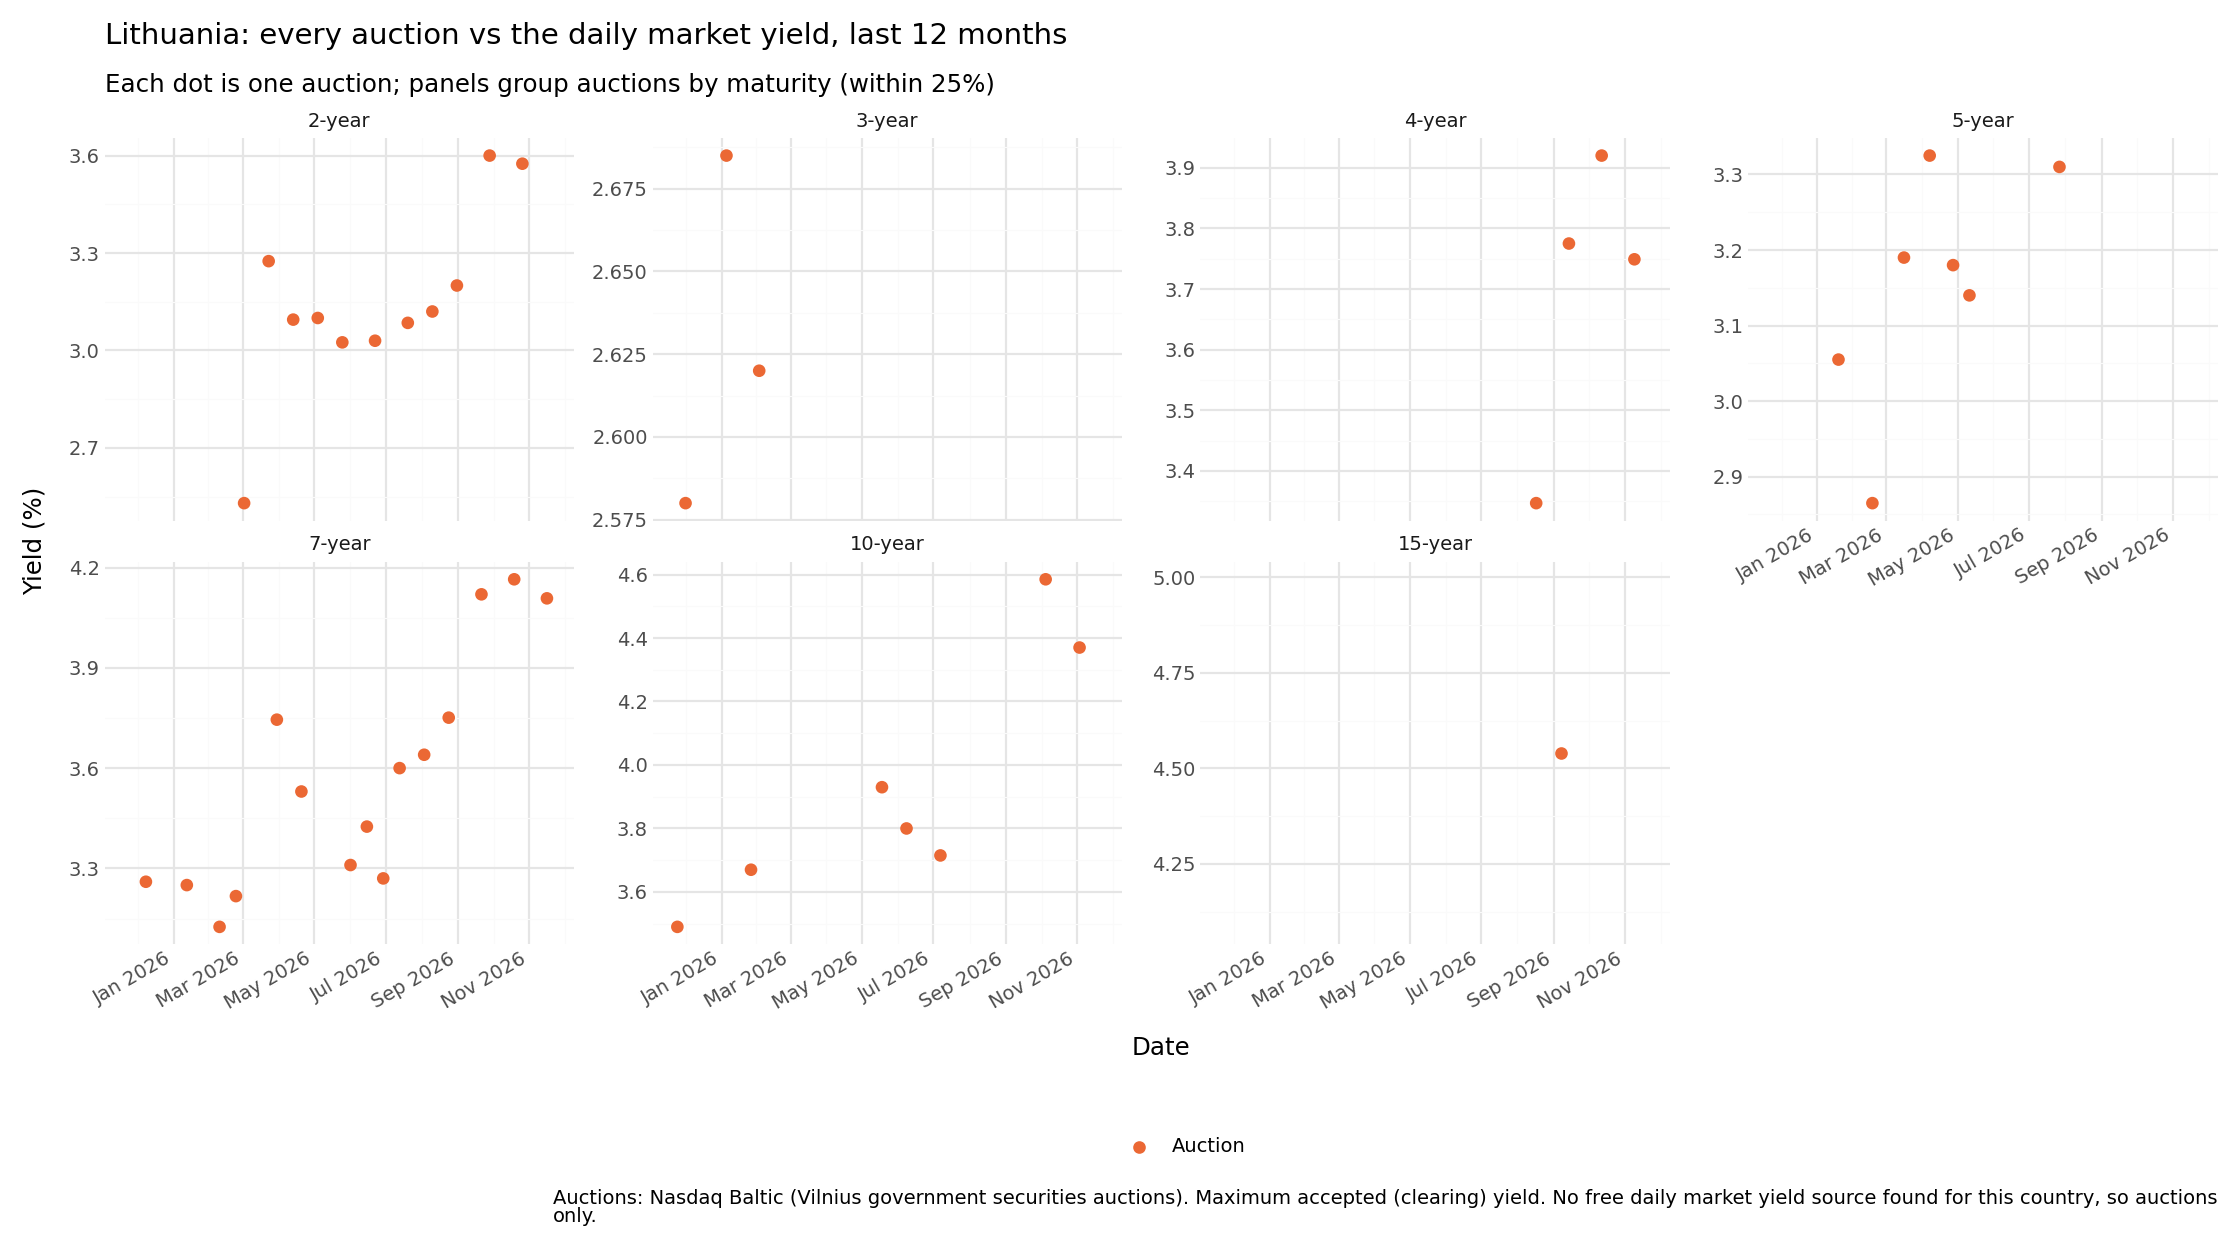 Lithuania: every auction vs the daily market yield, last 12 months
Each dot is one auction; panels group auctions by maturity (within 25%)
2-year
3-year
4-year
5-year
3.6
3.3
3.0
2.7
2.675
2.650
2.625
2.600
2.575
3.9
3.8
3.7
3.6
3.5
3.4
3.3
3.2
3.1
3.0
2.9
Jan 2026
Mar 2026
May 2026
Jul 2026
Sep 2026
Nov 2026
Yield (%)
7-year
10-year
15-year
4.2
3.9
3.6
3.3
4.6
4.4
4.2
4.0
3.8
3.6
5.00
4.75
4.50
4.25
Jan 2026
Mar 2026
May 2026
Jul 2026
Sep 2026
Nov 2026
Jan 2026
Mar 2026
May 2026
Jul 2026
Sep 2026
Nov 2026
Jan 2026
Mar 2026
May 2026
Jul 2026
Sep 2026
Nov 2026
Date
Auction
Auctions: Nasdaq Baltic (Vilnius government securities auctions). Maximum accepted (clearing) yield. No free daily market yield source found for this country, so auctions
only.